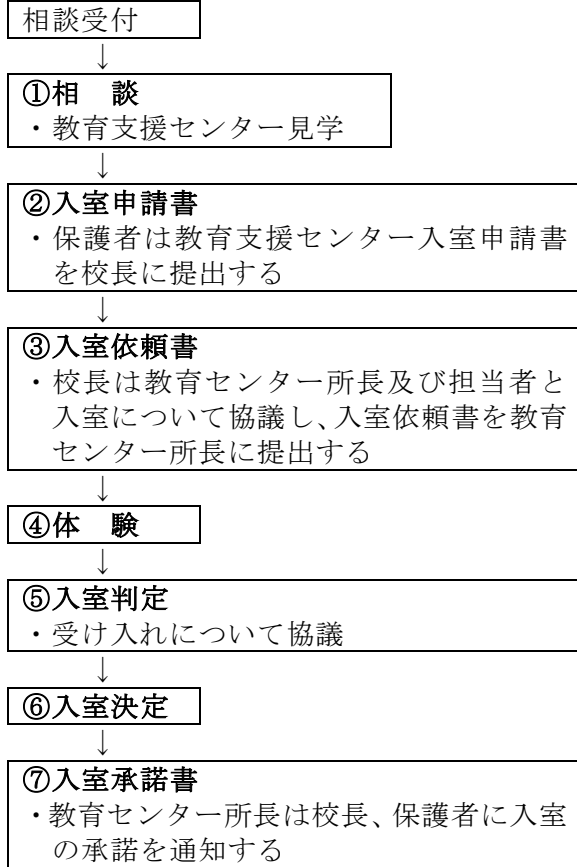 相談受付
↓
①相　談
・教育支援センター見学
↓
②入室申請書
・保護者は教育支援センター入室申請書
を校長に提出する
↓
③入室依頼書
・校長は教育センター所長及び担当者と
入室について協議し、入室依頼書を教育
センター所長に提出する
↓
④体　験
↓
⑤入室判定
・受け入れについて協議
↓
⑥入室決定
↓
⑦入室承諾書
・教育センター所長は校長、保護者に入室
の承諾を通知する